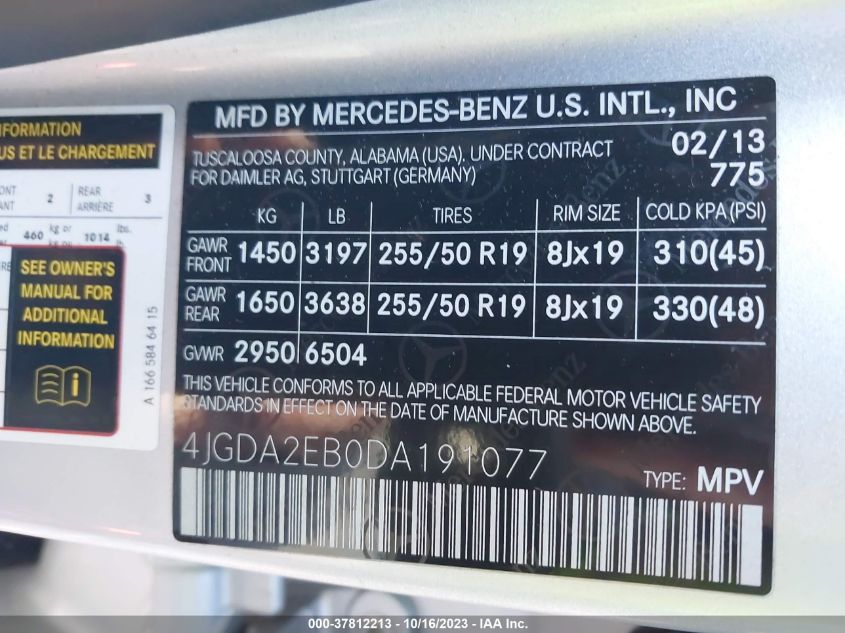 NFORMATION
US ET LE CHARGEMENT
2 REAR ARRIÈRE 3
460 kg or 1014 lbs.
SEE OWNER'S
MANUAL FOR
ADDITIONAL
INFORMATION
A 166 584 64 15
MFD BY MERCEDES-BENZ U.S. INTL., INC
TUSCALOOSA COUNTY, ALABAMA (USA). UNDER CONTRACT 02/13
FOR DAIMLER AG, STUTTGART (GERMANY) 775
KG LB TIRES RIM SIZE COLD KPA(PSI)
GAWR FRONT 1450 3197 255/50 R19 8Jx19 310(45)
GAWR REAR 1650 3638 255/50 R19 8Jx19 330(48)
GVWR 2950 6504
THIS VEHICLE CONFORMS TO ALL APPLICABLE FEDERAL MOTOR VEHICLE SAFETY
STANDARDS IN EFFECT ON THE DATE OF MANUFACTURE SHOWN ABOVE.
4JGDA2EB0DA191077
TYPE: MPV
000-37812213 - 10/16/2023 - IAA Inc.